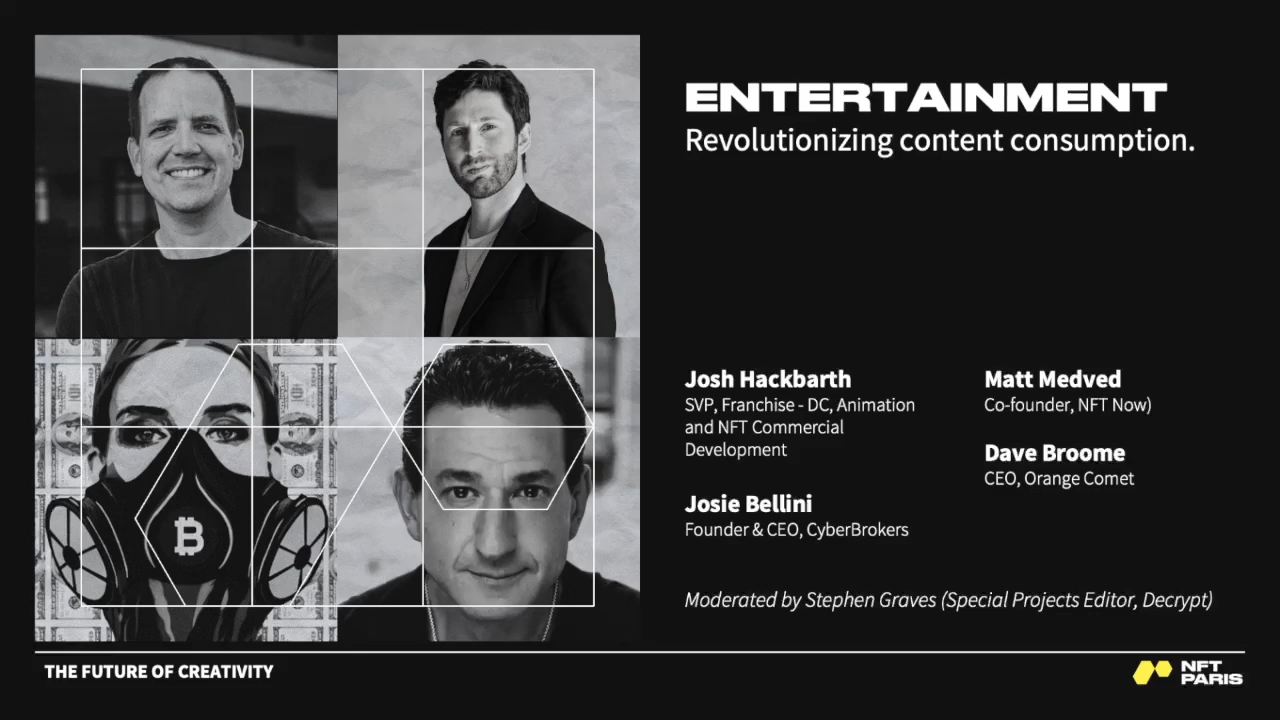 ENTERTAINMENT
Revolutionizing content consumption.
Josh Hackbarth
SVP, Franchise - DC, Animation
and NFT Commercial
Development
Josie Bellini
Founder & CEO, CyberBrokers
Matt Medved
Co-founder, NFT Now)
Dave Broome
CEO, Orange Comet
Moderated by Stephen Graves (Special Projects Editor, Decrypt)
THE FUTURE OF CREATIVITY
NFT
PARIS